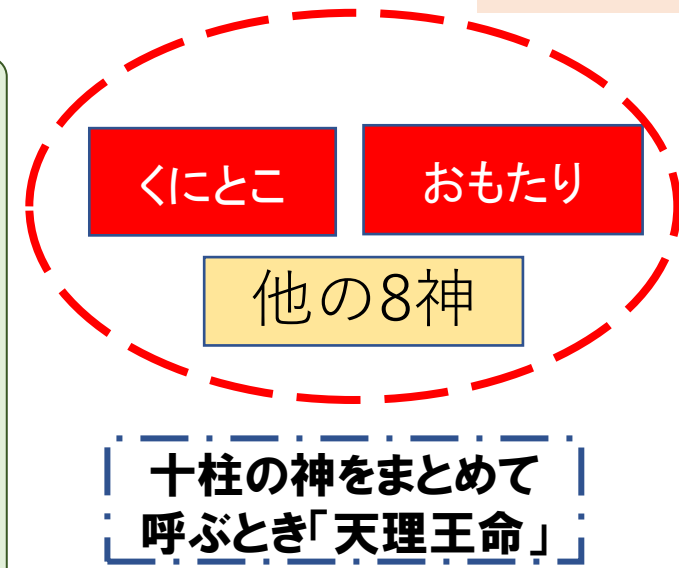 くにとこ
おもたり
他の8神
十柱の神をまとめて
呼ぶとき「天理王命」